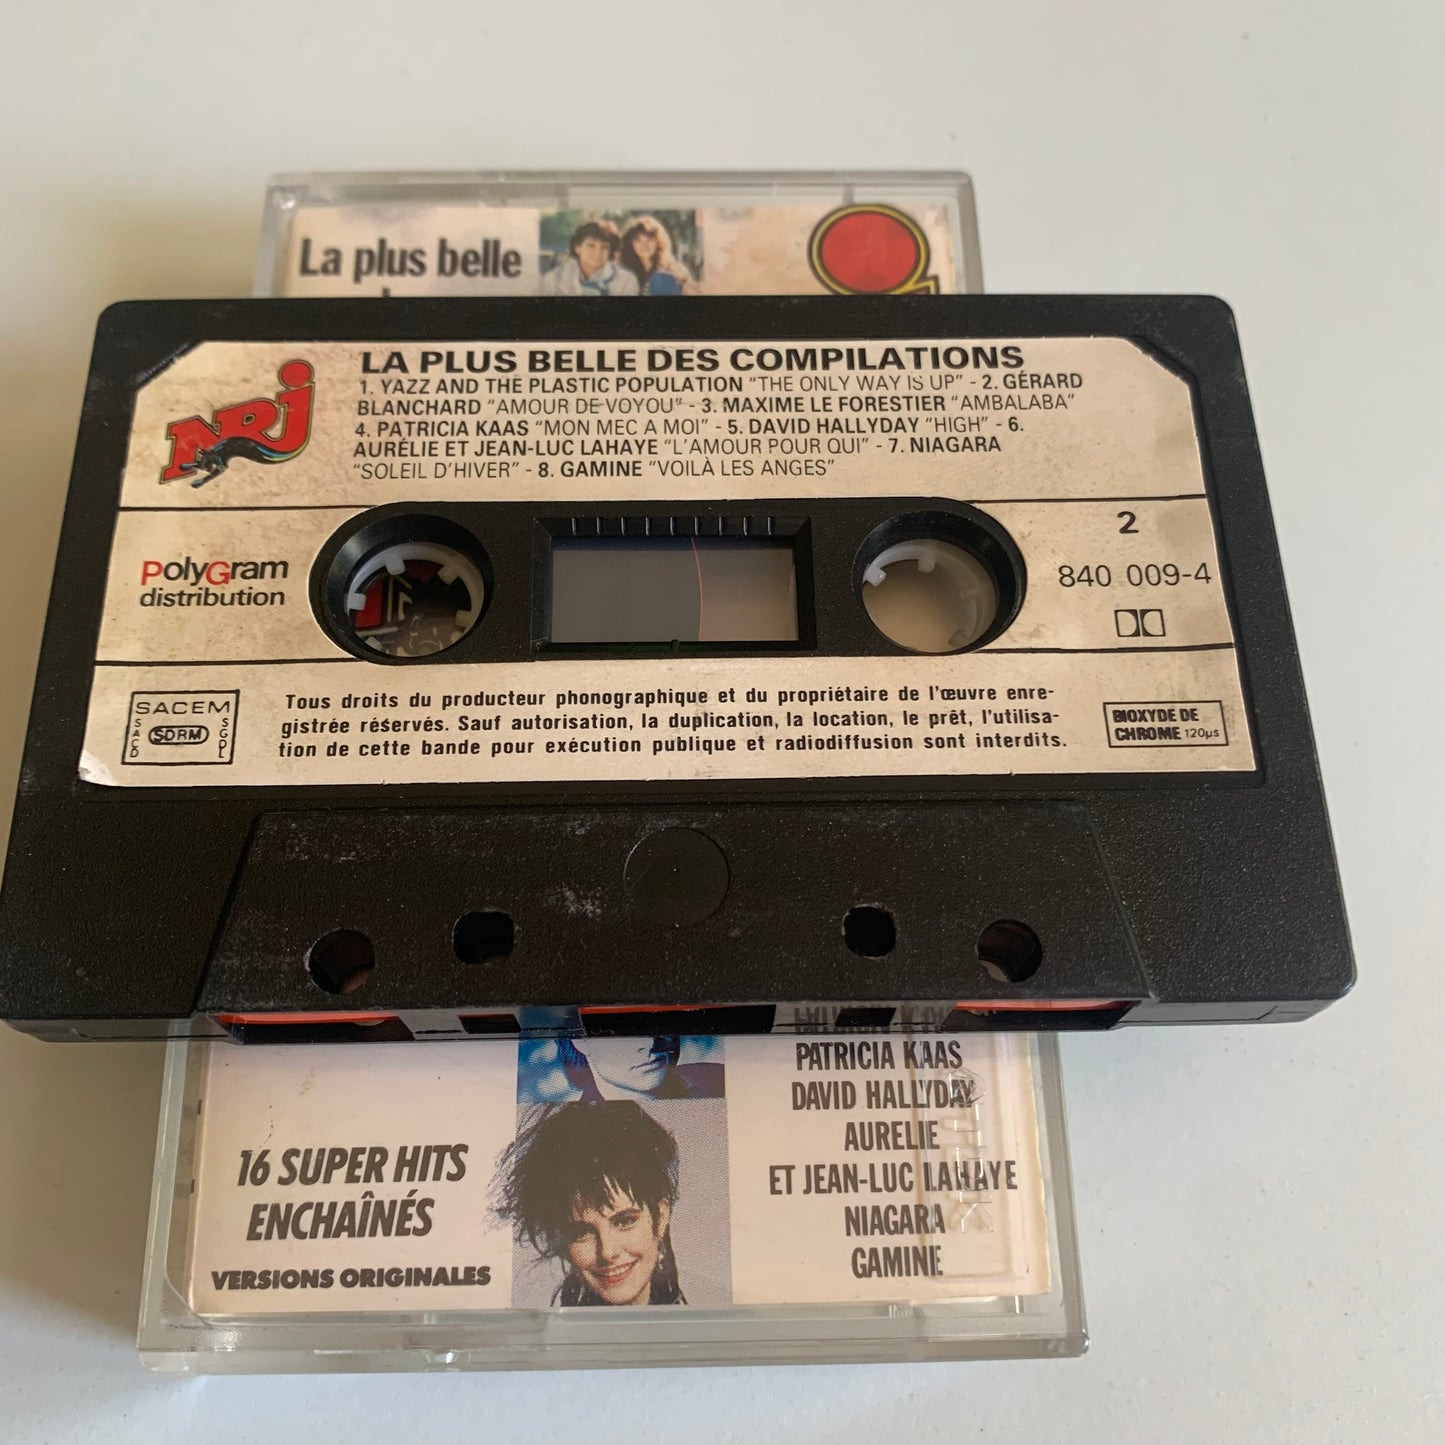 La plus belle
NRJ
LA PLUS BELLE DES COMPILATIONS
1. YAZZ AND THE PLASTIC POPULATION “THE ONLY WAY IS UP” - 2. GÉRARD
BLANCHARD “AMOUR DE VOYOU” - 3. MAXIME LE FORESTIER “AMBALABA”
4. PATRICIA KAAS “MON MEC A MOI” - 5. DAVID HALLYDAY “HIGH” - 6.
AURÉLIE ET JEAN-LUC LAHAYE “L’AMOUR POUR QUI” - 7. NIAGARA
“SOLEIL D’HIVER” - 8. GAMINE “VOILÀ LES ANGES”
PolyGram
distribution
2
840 009-4
SACEM
SACD
SDRM
SGDL
Tous droits du producteur phonographique et du propriétaire de l’œuvre enre-
gistrée réservés. Sauf autorisation, la duplication, la location, le prêt, l’utilisa-
tion de cette bande pour exécution publique et radiodiffusion sont interdits.
BIOXYDE DE
CHROME 120µs
16 SUPER HITS
ENCHAÎNÉS
VERSIONS ORIGINALES
PATRICIA KAAS
DAVID HALLYDAY
AURELIE
ET JEAN-LUC LAHAYE
NIAGARA
GAMINE